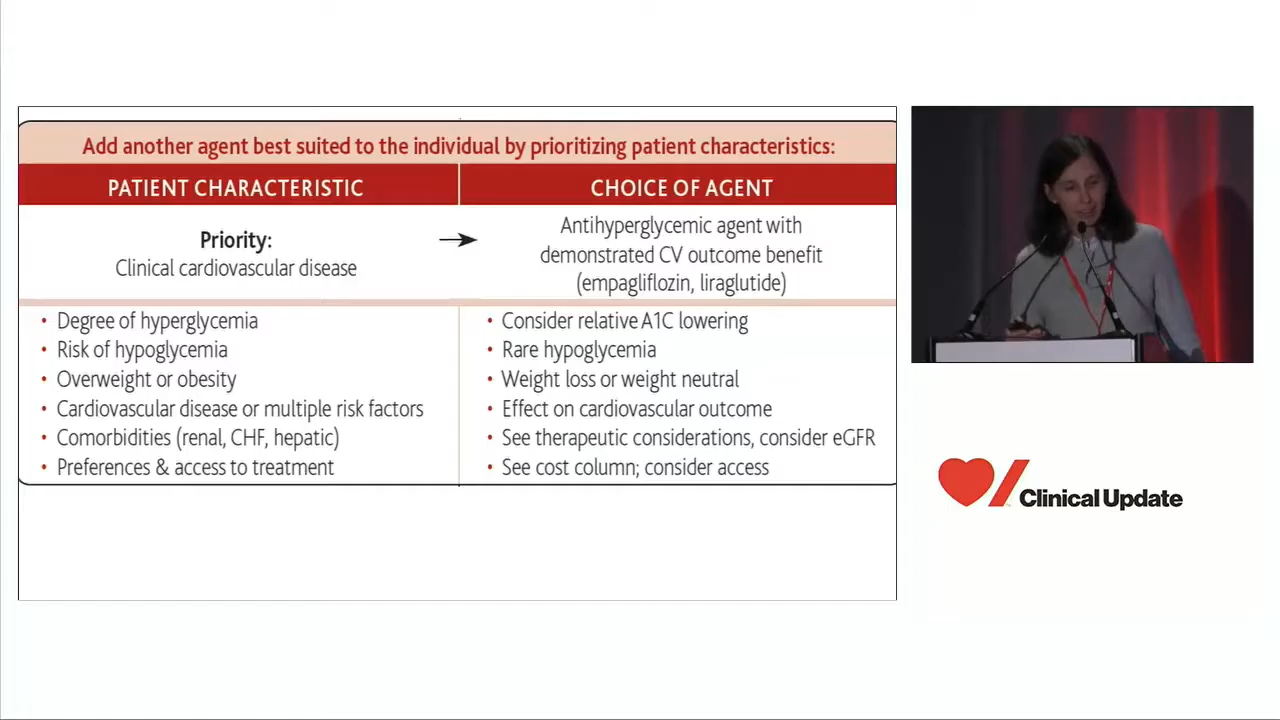 Add another agent best suited to the individual by prioritizing patient characteristics:
PATIENT CHARACTERISTIC
CHOICE OF AGENT
Priority:
Clinical cardiovascular disease
Antihyperglycemic agent with
demonstrated CV outcome benefit
(empagliflozin, liraglutide)
• Degree of hyperglycemia
• Consider relative A1C lowering
• Risk of hypoglycemia
• Rare hypoglycemia
• Overweight or obesity
• Weight loss or weight neutral
• Cardiovascular disease or multiple risk factors
• Effect on cardiovascular outcome
• Comorbidities (renal, CHF, hepatic)
• See therapeutic considerations, consider eGFR
• Preferences & access to treatment
• See cost column; consider access
Clinical Update